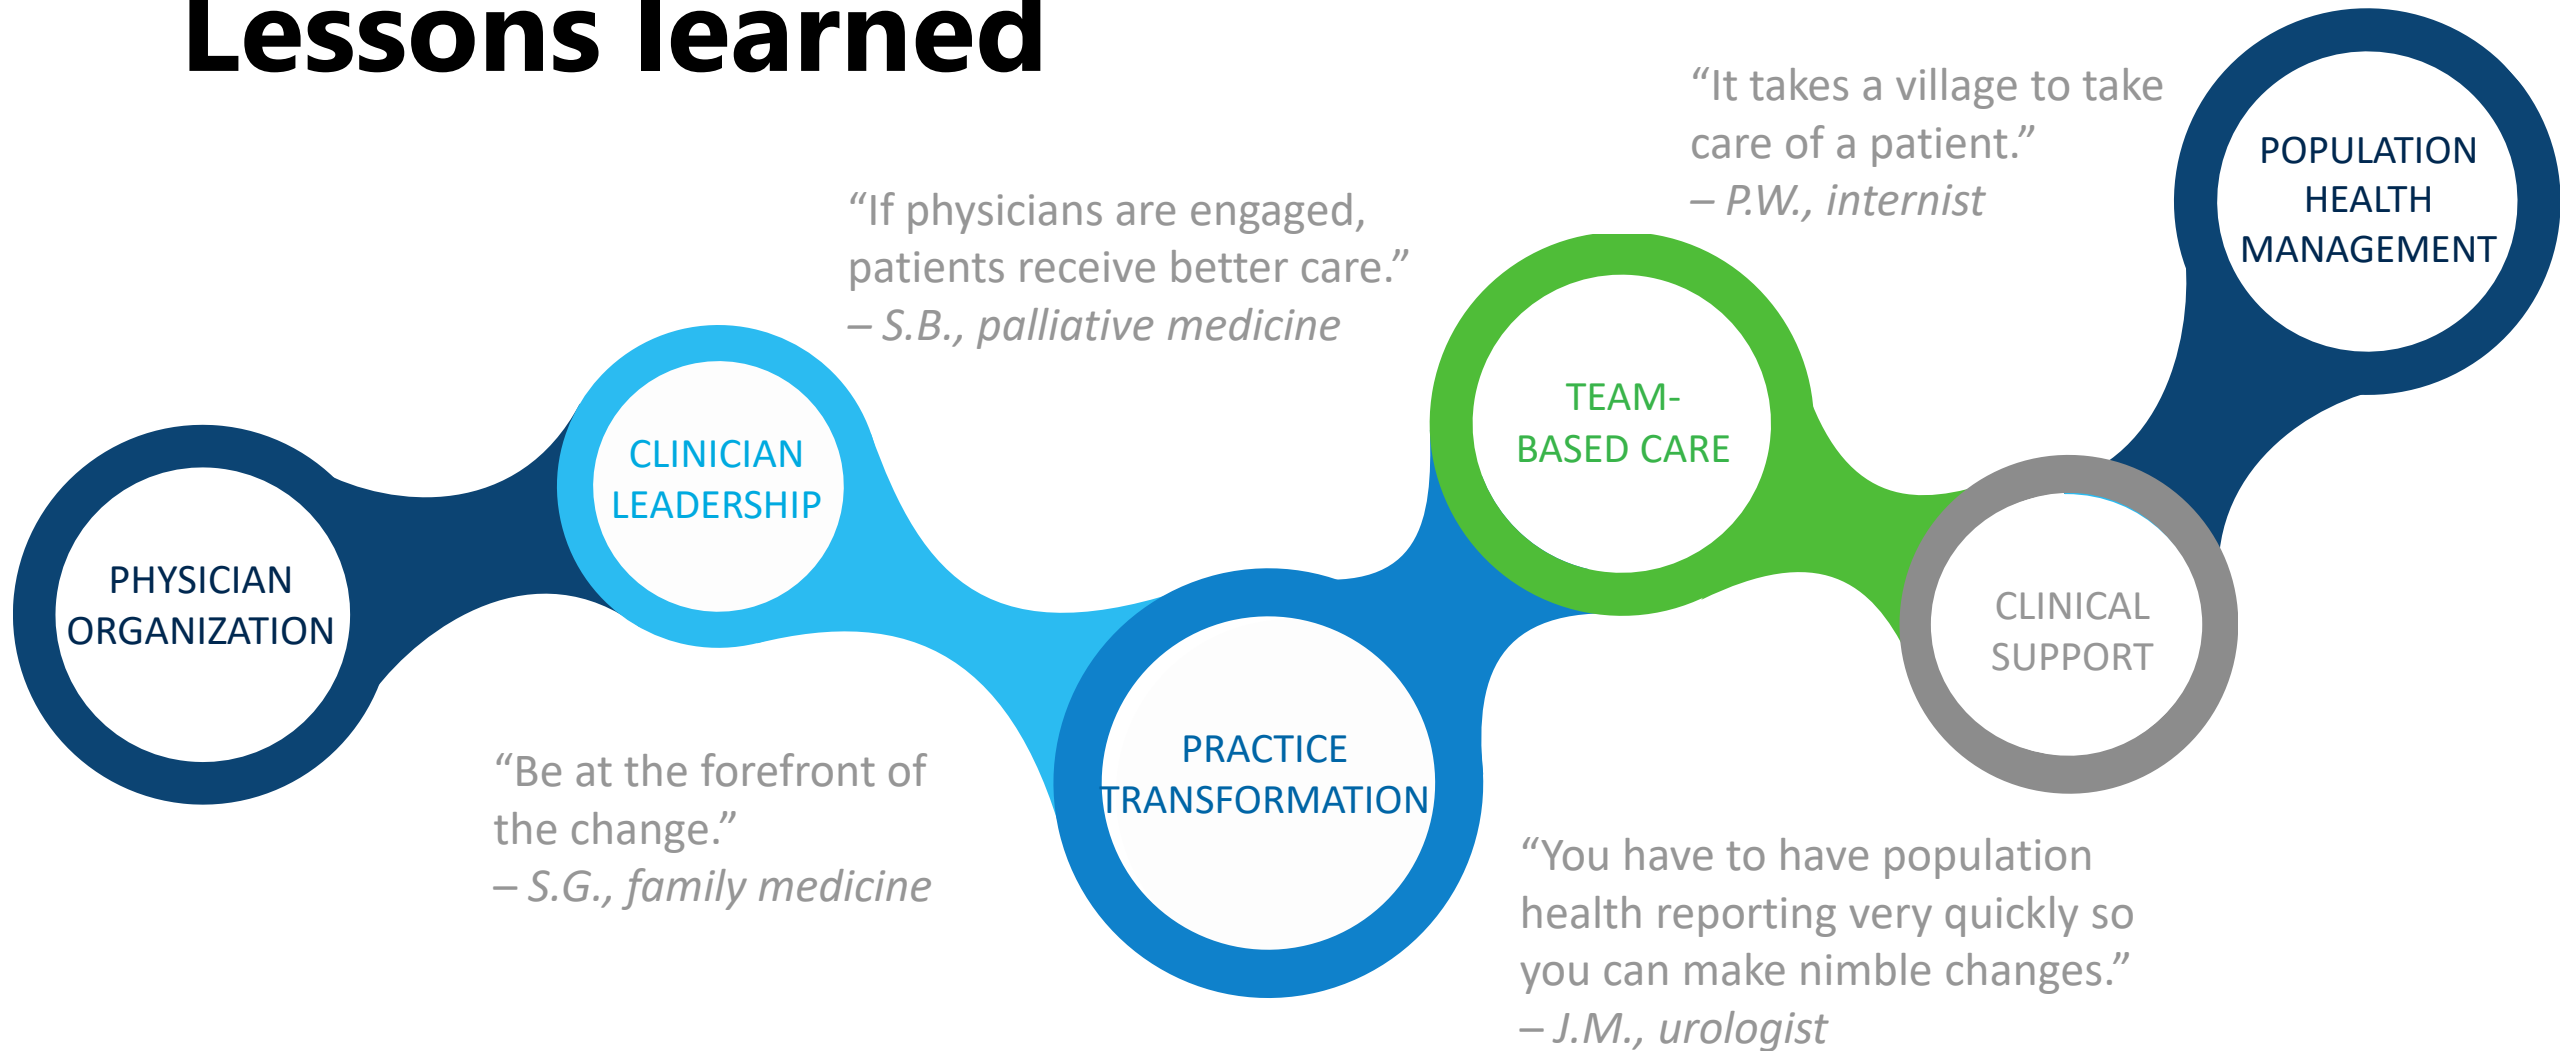 Lessons learned
PHYSICIAN
ORGANIZATION
CLINICIAN
LEADERSHIP
“Be at the forefront of
the change.”
– S.G., family medicine
“If physicians are engaged,
patients receive better care.”
– S.B., palliative medicine
PRACTICE
TRANSFORMATION
TEAM-
BASED CARE
“It takes a village to take
care of a patient.”
– P.W., internist
CLINICAL
SUPPORT
“You have to have population
health reporting very quickly so
you can make nimble changes.”
– J.M., urologist
POPULATION
HEALTH
MANAGEMENT